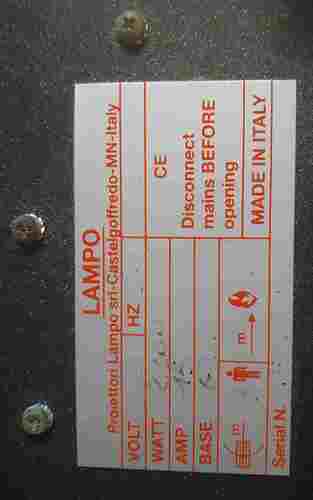 LAMPO
Proiettori Lampo srl-Castelgoffredo-MN-Italy
VOLT HZ
WATT CE
AMP Disconnect
mains BEFORE
BASE opening
m m
MADE IN ITALY
Serial N.